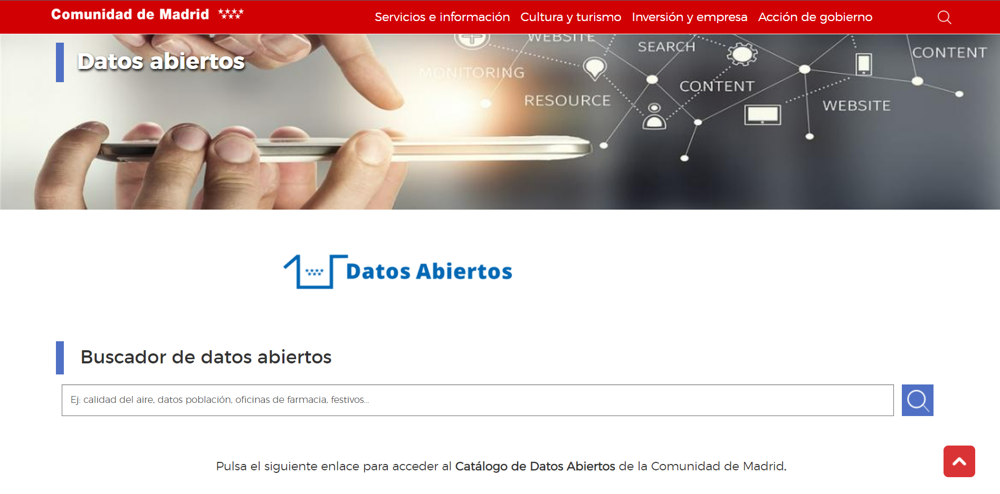 Comunidad de Madrid
Servicios e información Cultura y turismo Inversión y empresa Acción de gobierno
Datos abiertos
WEBSITE
SEARCH
CONTENT
MONITORING
CONTENT
RESOURCE
WEBSITE
Datos Abiertos
Buscador de datos abiertos
Ej: calidad del aire, datos población, oficinas de farmacia, festivos...
Pulsa el siguiente enlace para acceder al Catálogo de Datos Abiertos de la Comunidad de Madrid.